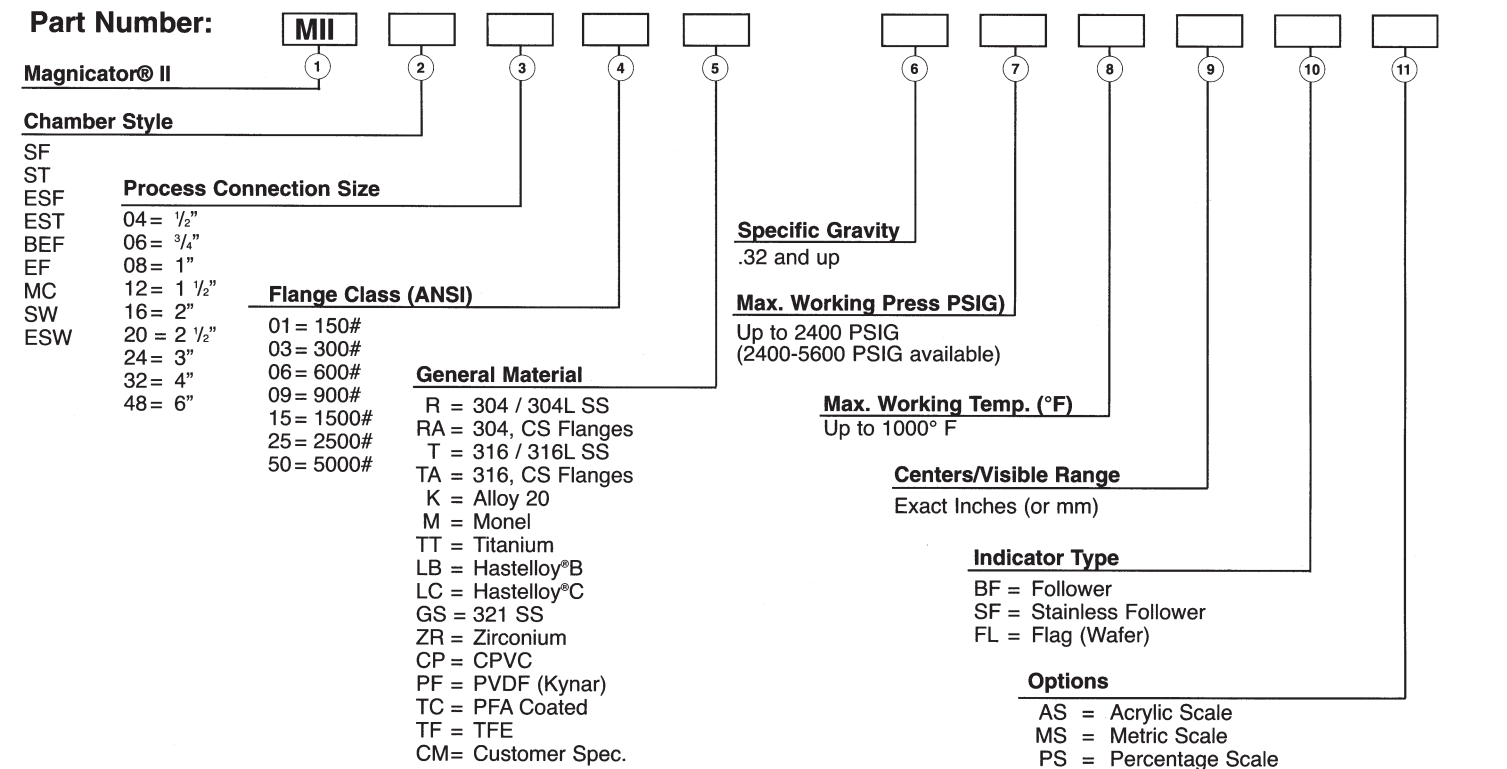 Part Number:
MII
1 2 3 4 5 6 7 8 9 10 11
Magnicator® II
Chamber Style
SF
ST
ESF
EST
BEF
EF
MC
SW
ESW
Process Connection Size
04= 1/2”
06= 3/4”
08= 1”
12= 1 1/2”
16= 2”
20 = 2 1/2”
24= 3”
32= 4”
48= 6”
Flange Class (ANSI)
01 = 150#
03= 300#
06= 600#
09= 900#
15= 1500#
25= 2500#
50= 5000#
General Material
R = 304 / 304L SS
RA = 304, CS Flanges
T = 316 / 316L SS
TA = 316, CS Flanges
K = Alloy 20
M = Monel
TT = Titanium
LB = Hastelloy®B
LC = Hastelloy®C
GS = 321 SS
ZR = Zirconium
CP = CPVC
PF = PVDF (Kynar)
TC = PFA Coated
TF = TFE
CM= Customer Spec.
Specific Gravity
.32 and up
Max. Working Press PSIG)
Up to 2400 PSIG
(2400-5600 PSIG available)
Max. Working Temp. (°F)
Up to 1000° F
Centers/Visible Range
Exact Inches (or mm)
Indicator Type
BF = Follower
SF = Stainless Follower
FL = Flag (Wafer)
Options
AS = Acrylic Scale
MS = Metric Scale
PS = Percentage Scale